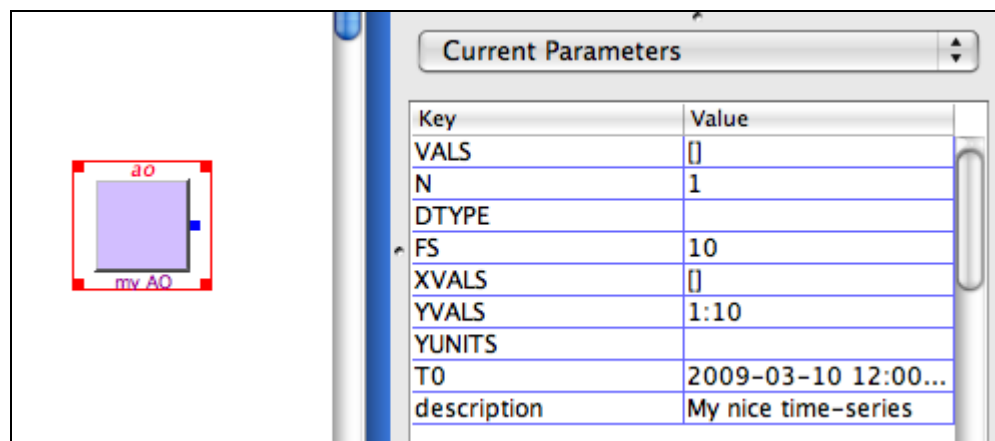 Current Parameters
ao
my AO
Key Value
VALS []
N 1
DTYPE
FS 10
XVALS []
YVALS 1:10
YUNITS
T0 2009-03-10 12:00...
description My nice time-series